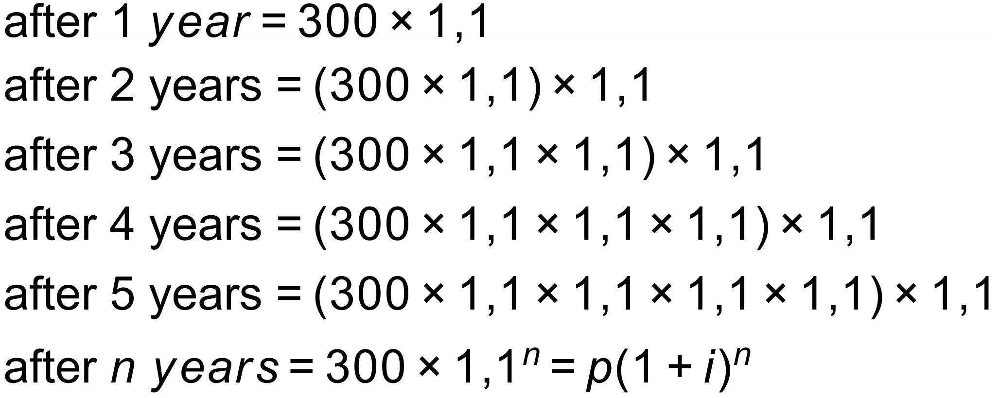 after 1 year = 300 × 1,1
after 2 years = (300 × 1,1) × 1,1
after 3 years = (300 × 1,1 × 1,1) × 1,1
after 4 years = (300 × 1,1 × 1,1 × 1,1) × 1,1
after 5 years = (300 × 1,1 × 1,1 × 1,1 × 1,1) × 1,1
after n years = 300 × 1,1ⁿ = p(1 + i)ⁿ